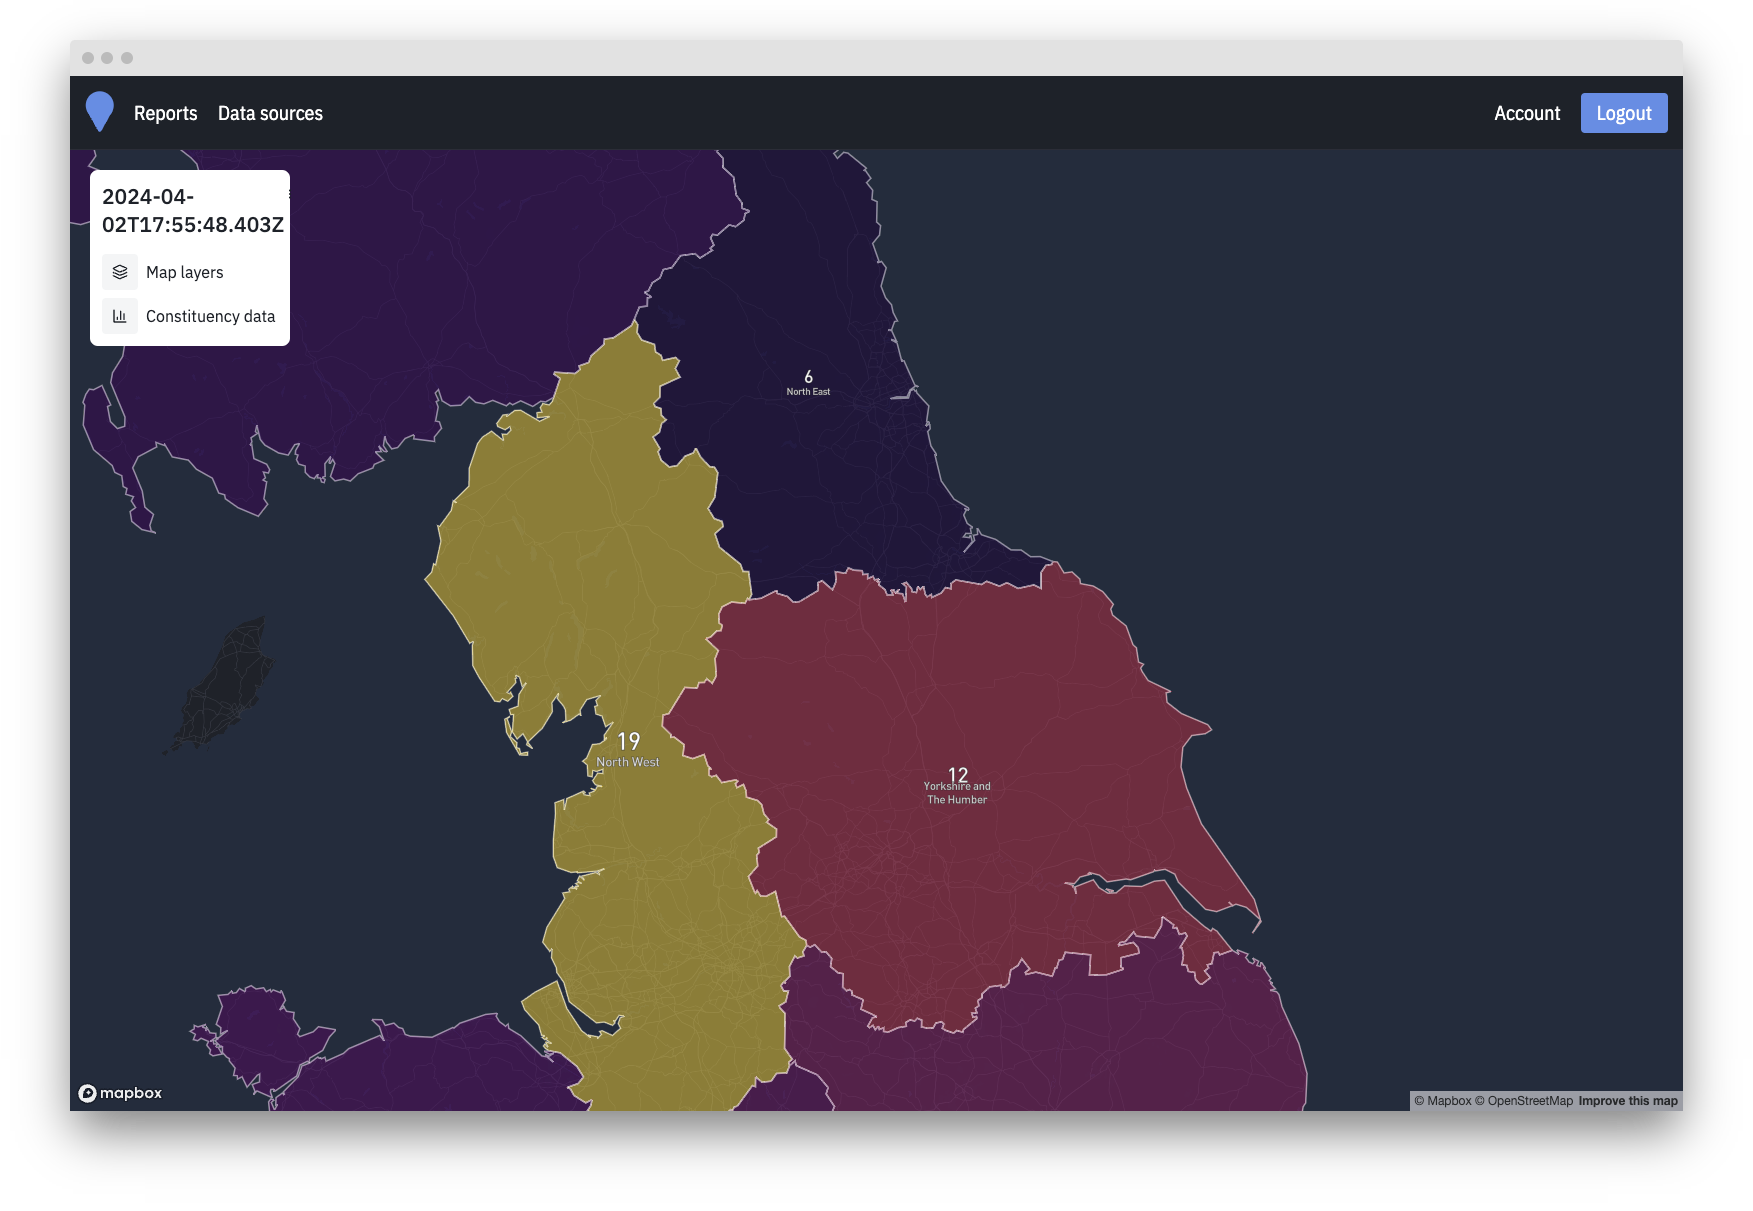 Reports Data sources Account Logout
2024-04-
02T17:55:48.403Z
Map layers
Constituency data
6
North East
19
North West
12
Yorkshire and
The Humber
mapbox
© Mapbox © OpenStreetMap Improve this map